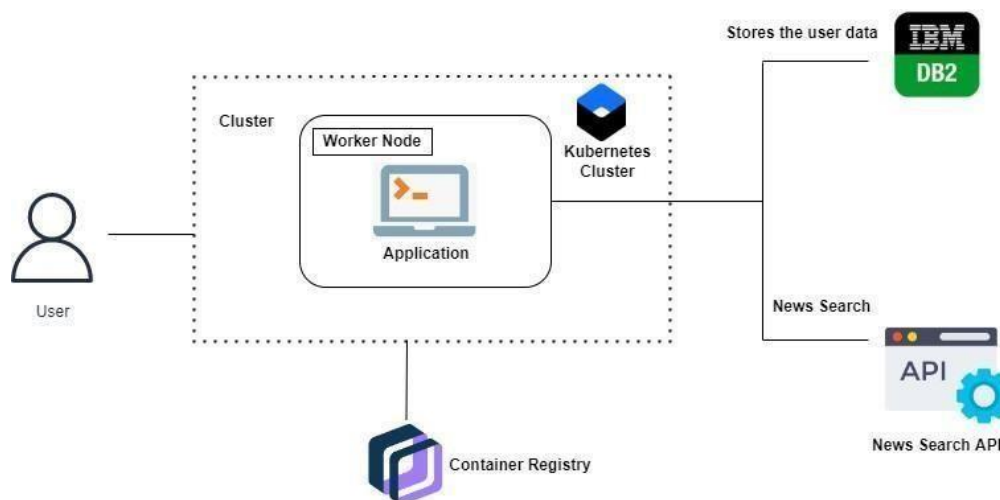 Stores the user data
IBM
DB2
Cluster
Worker Node
Kubernetes
Cluster
Application
User
News Search
API
News Search API
Container Registry